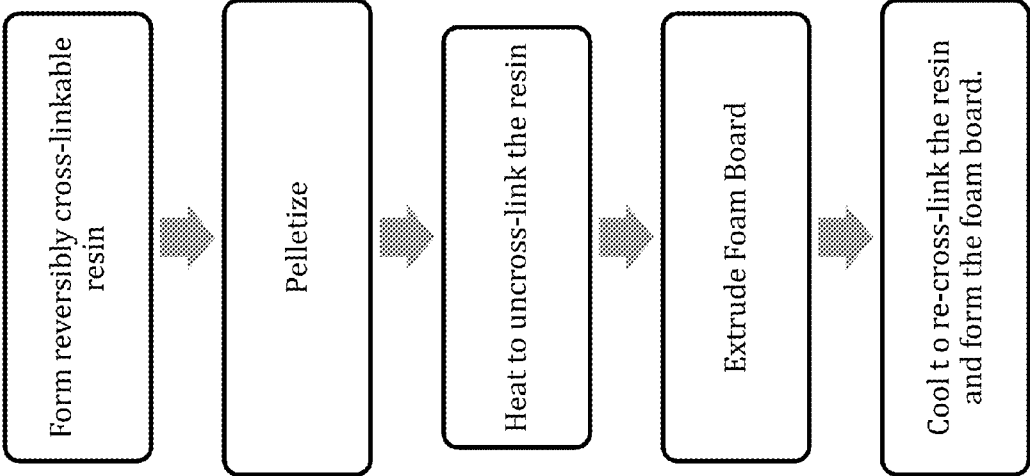 Form reversibly cross-linkable
resin
Pelletize
Heat to uncross-link the resin
Extrude Foam Board
Cool t o re-cross-link the resin
and form the foam board.